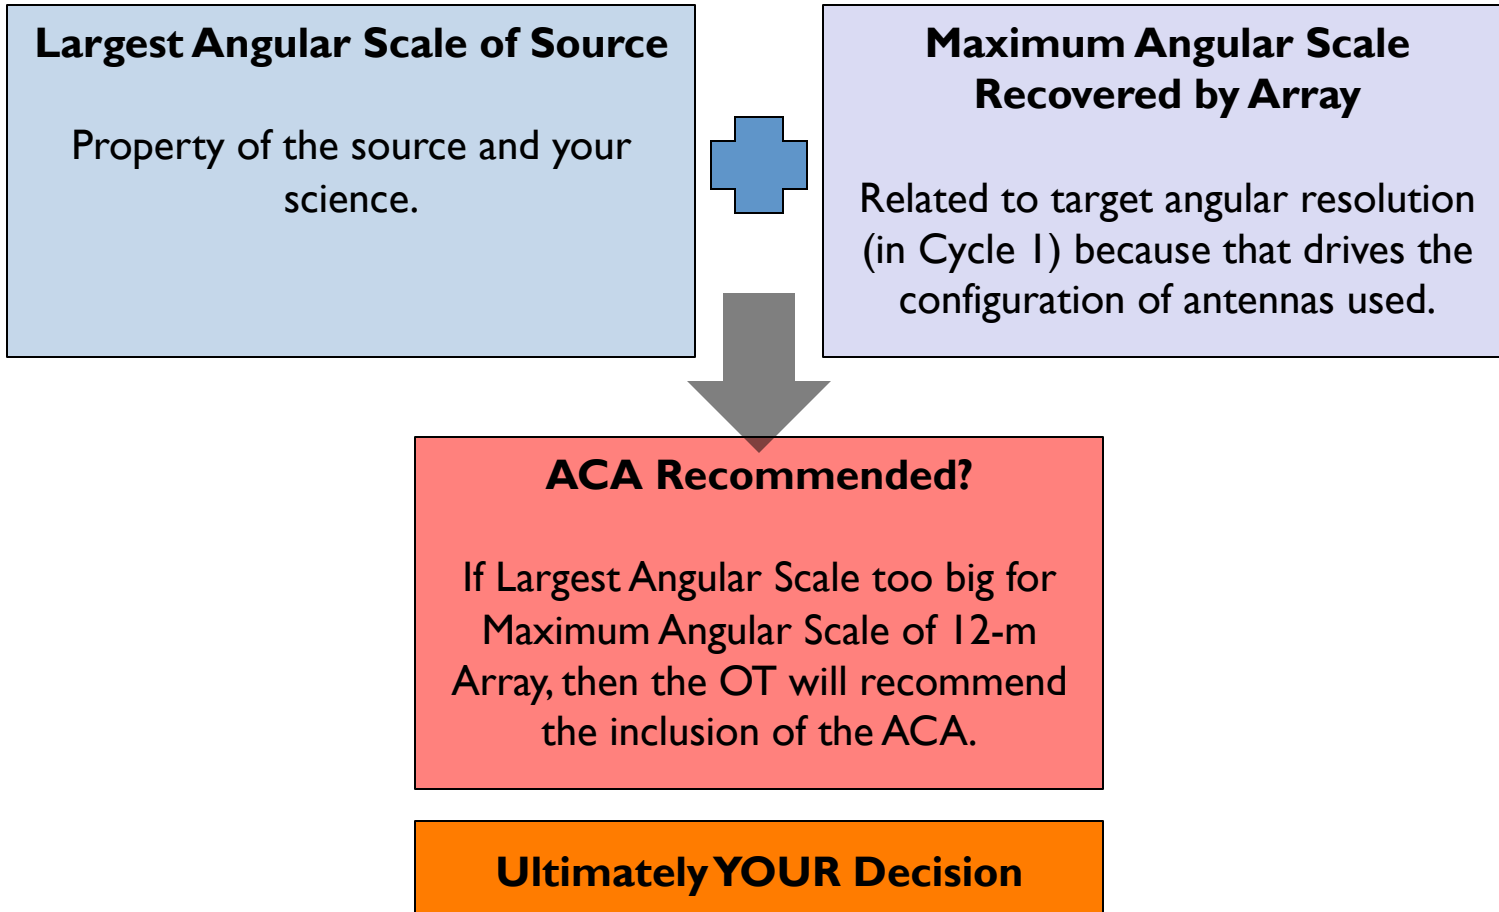 Largest Angular Scale of Source
Property of the source and your
science.
Maximum Angular Scale
Recovered by Array
Related to target angular resolution
(in Cycle 1) because that drives the
configuration of antennas used.
ACA Recommended?
If Largest Angular Scale too big for
Maximum Angular Scale of 12-m
Array, then the OT will recommend
the inclusion of the ACA.
Ultimately YOUR Decision